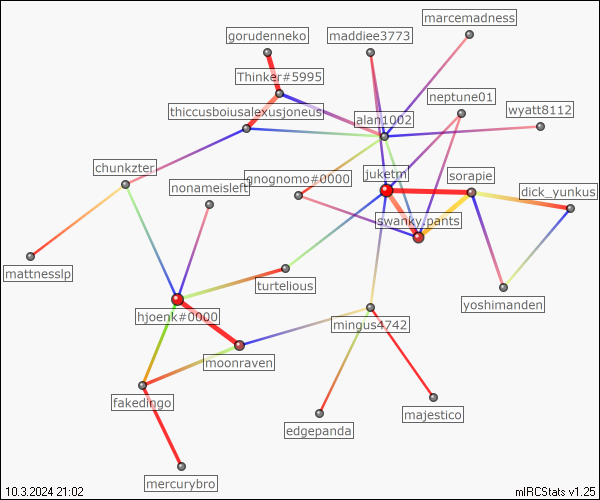 marcemadness
gorudenneko
maddiee3773
Thinker#5995
neptune01
thiccusboiusalexusjoneus
wyatt8112
alan1002
chunkzter
juketm
sorapie
nonameisleft
gnognomo#0000
dick_yunkus
swanky.pants
mattnesslp
turtelious
yoshimanden
hjoenk#0000
mingus4742
moonraven
fakedingo
majestico
edgepanda
mercurybro
10.3.2024 21:02
mIRCStats v1.25